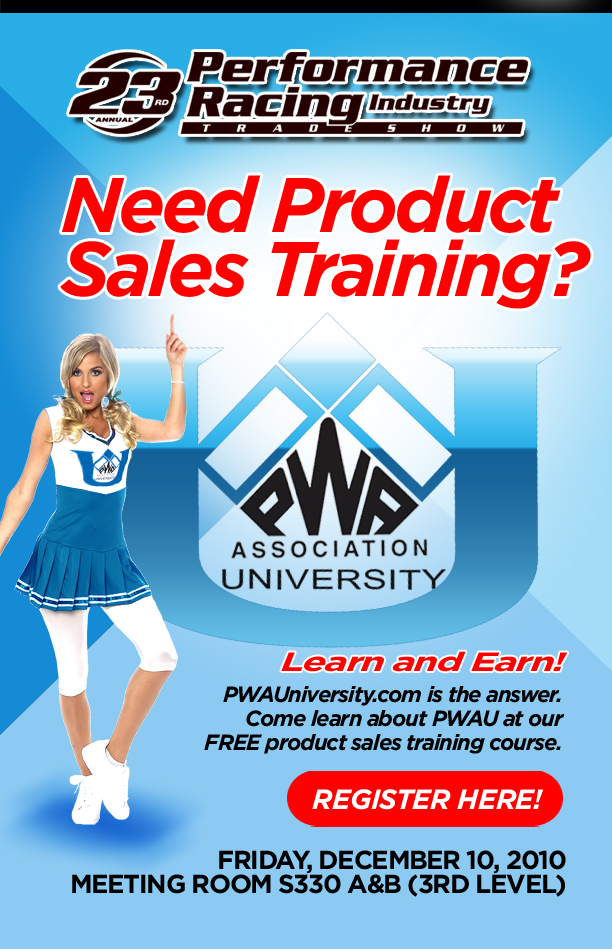 23RD
ANNUAL
Performance
Racing Industry
TRADE SHOW
Need Product
Sales Training?
PWA
ASSOCIATION
UNIVERSITY
PWA
UNIVERSITY
Learn and Earn!
PWAUniversity.com is the answer.
Come learn about PWAU at our
FREE product sales training course.
REGISTER HERE!
FRIDAY, DECEMBER 10, 2010
MEETING ROOM S330 A&B (3RD LEVEL)